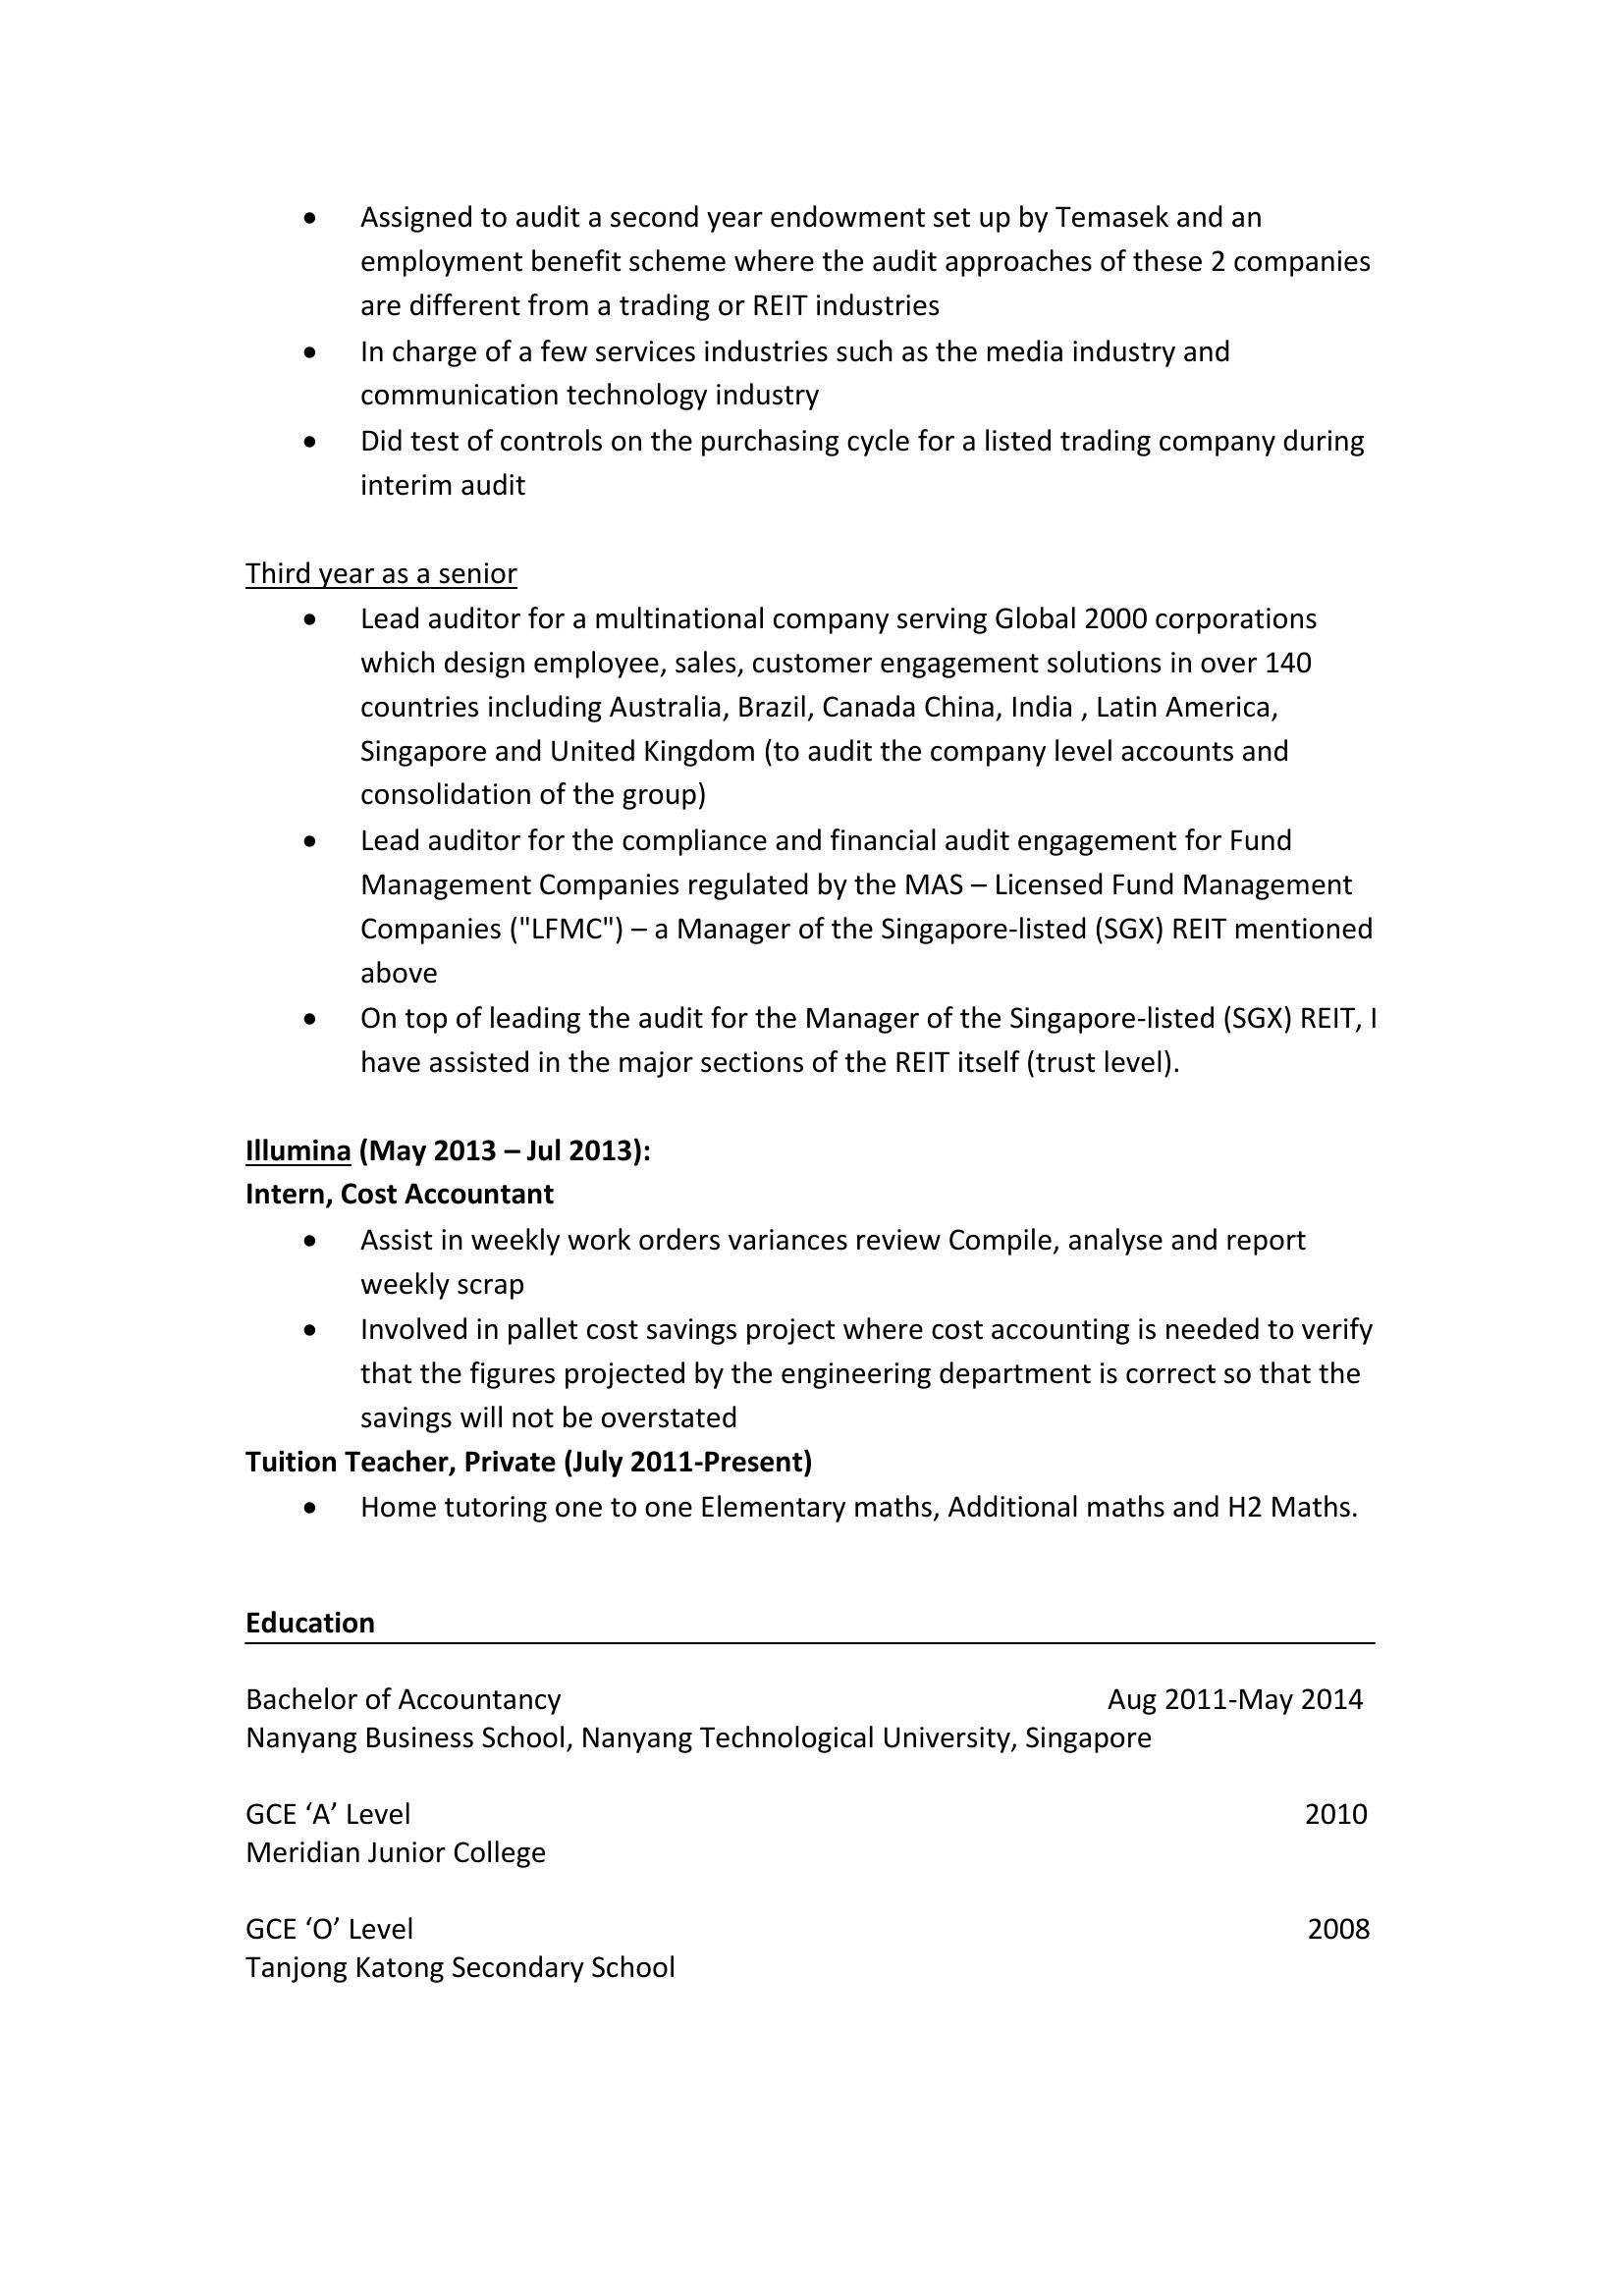 • Assigned to audit a second year endowment set up by Temasek and an
employment benefit scheme where the audit approaches of these 2 companies
are different from a trading or REIT industries
• In charge of a few services industries such as the media industry and
communication technology industry
• Did test of controls on the purchasing cycle for a listed trading company during
interim audit
Third year as a senior
• Lead auditor for a multinational company serving Global 2000 corporations
which design employee, sales, customer engagement solutions in over 140
countries including Australia, Brazil, Canada China, India , Latin America,
Singapore and United Kingdom (to audit the company level accounts and
consolidation of the group)
• Lead auditor for the compliance and financial audit engagement for Fund
Management Companies regulated by the MAS – Licensed Fund Management
Companies ("LFMC") – a Manager of the Singapore-listed (SGX) REIT mentioned
above
• On top of leading the audit for the Manager of the Singapore-listed (SGX) REIT, I
have assisted in the major sections of the REIT itself (trust level).
Illumina (May 2013 – Jul 2013):
Intern, Cost Accountant
• Assist in weekly work orders variances review Compile, analyse and report
weekly scrap
• Involved in pallet cost savings project where cost accounting is needed to verify
that the figures projected by the engineering department is correct so that the
savings will not be overstated
Tuition Teacher, Private (July 2011-Present)
• Home tutoring one to one Elementary maths, Additional maths and H2 Maths.
Education
Bachelor of Accountancy Aug 2011-May 2014
Nanyang Business School, Nanyang Technological University, Singapore
GCE ‘A’ Level 2010
Meridian Junior College
GCE ‘O’ Level 2008
Tanjong Katong Secondary School